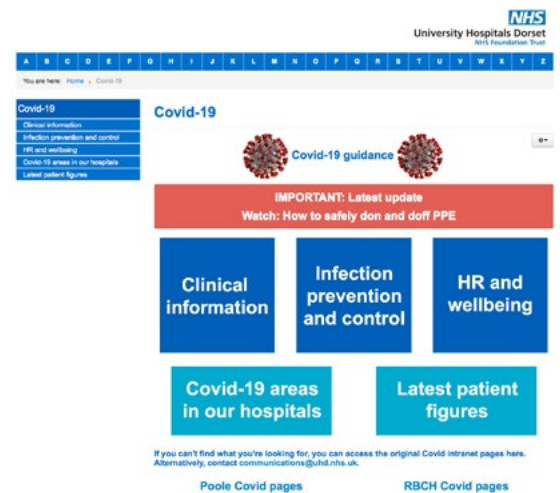 NHS
University Hospitals Dorset
NHS Foundation Trust
A B C D E F G H I J K L M N O P Q R S T U V W X Y Z
You are here: Home Covid-19
Covid-19
Clinical information
Infection prevention and control
HR and wellbeing
Covid-19 areas in our hospitals
Latest patient figures
Covid-19
Covid-19 guidance
IMPORTANT: Latest update
Watch: How to safely don and doff PPE
Clinical
information
Infection
prevention
and control
HR and
wellbeing
Covid-19 areas
in our hospitals
Latest patient
figures
If you can't find what you're looking for, you can access the original Covid intranet pages here.
Alternatively, contact communications@uhd.nhs.uk.
Poole Covid pages
RBCH Covid pages